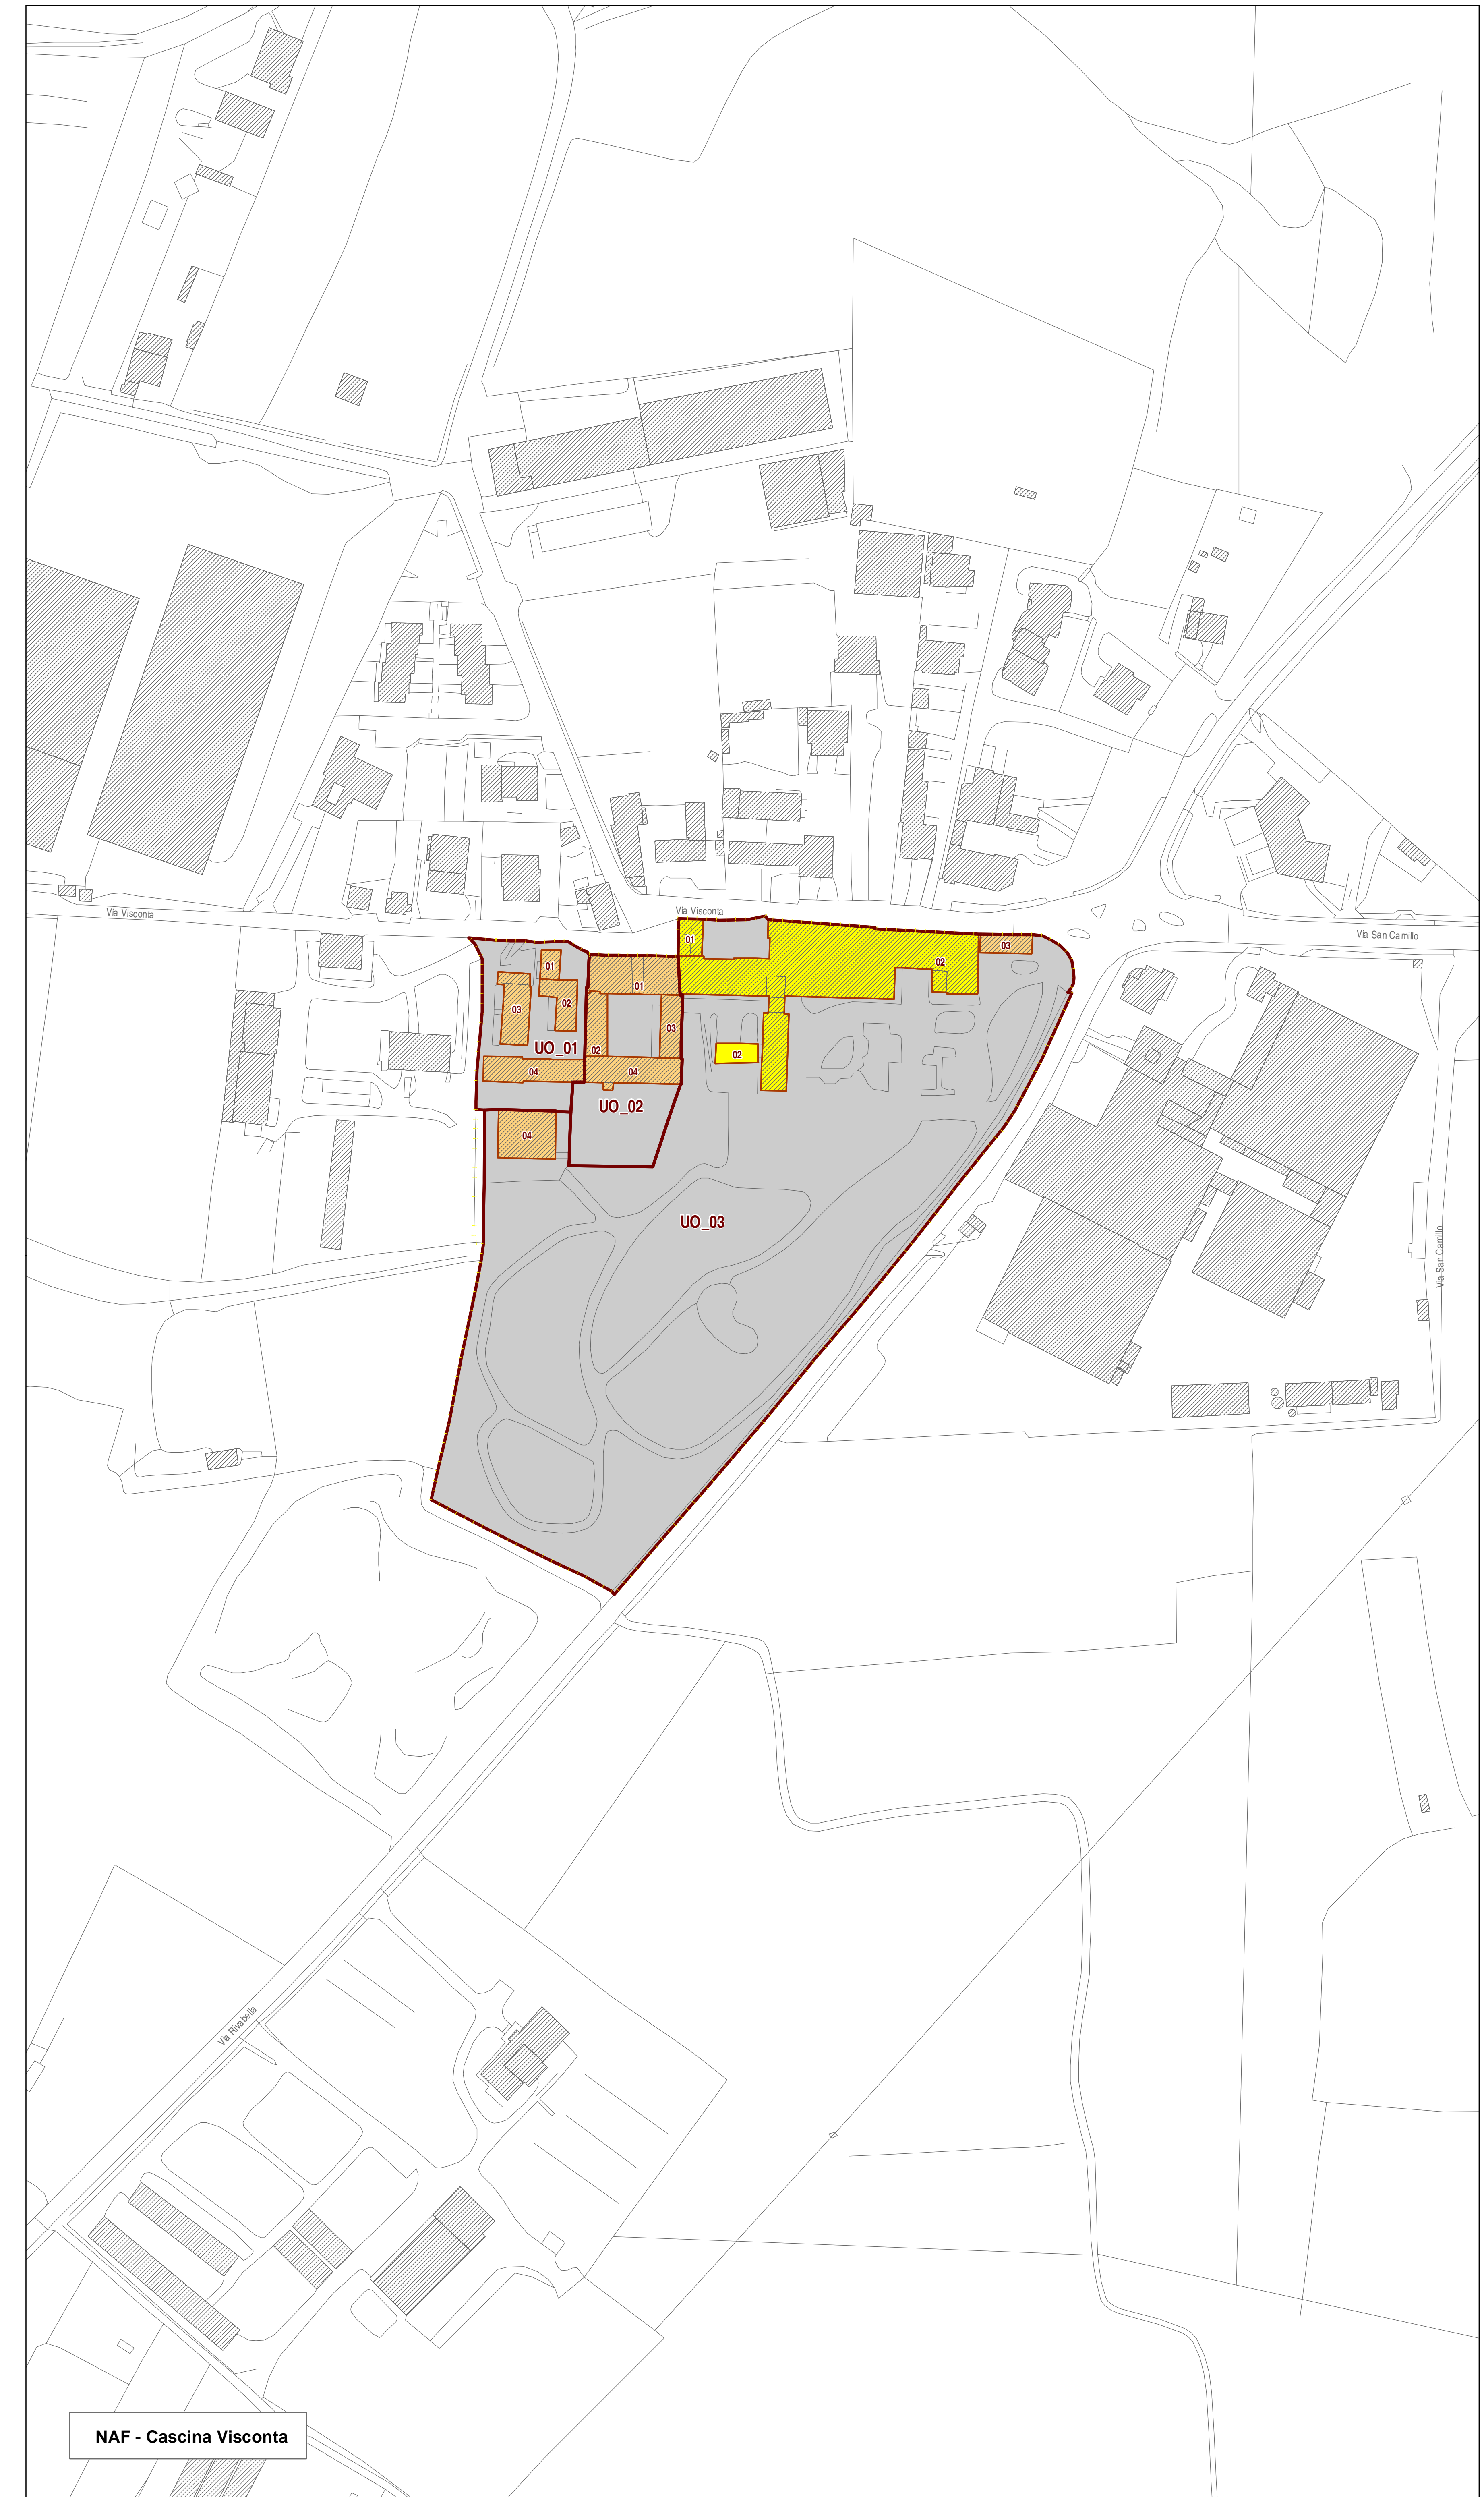 Via Visconta
Via Visconta
Via San Camillo
01
02
03
01
01
02
03
03
02
UO_01
02
04
04
UO_02
04
UO_03
Via San Camillo
Via Rivabella
NAF - Cascina Visconta